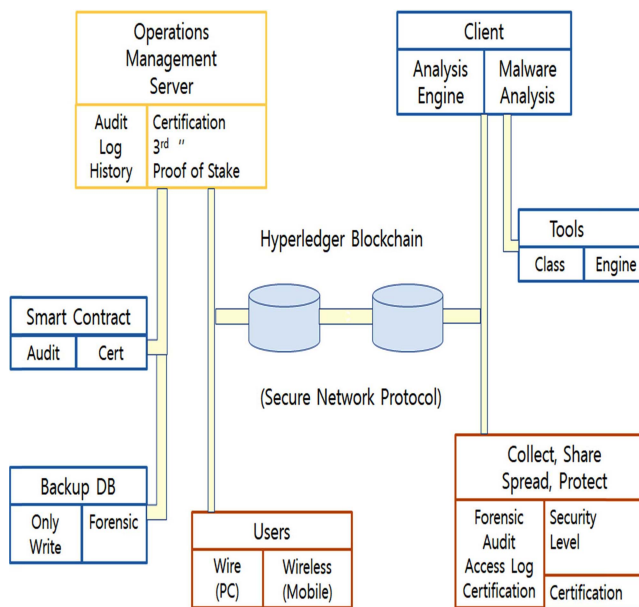 Operations
Management
Server
Audit
Log
History
Certification
3rd "
Proof of Stake
Client
Analysis
Engine
Malware
Analysis
Tools
Class
Engine
Hyperledger Blockchain
(Secure Network Protocol)
Smart Contract
Audit
Cert
Backup DB
Only
Write
Forensic
Users
Wire
(PC)
Wireless
(Mobile)
Collect, Share
Spread, Protect
Forensic
Audit
Access Log
Certification
Security
Level
Certification